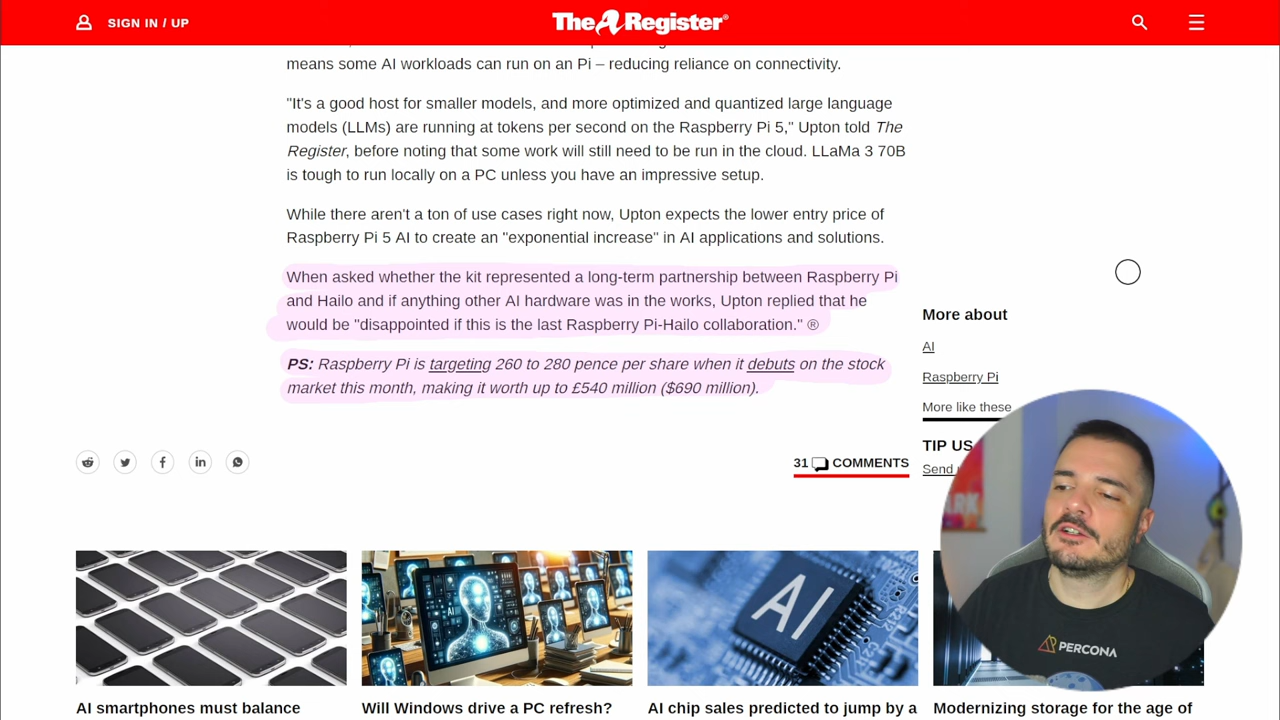 SIGN IN / UP
The Register®
means some AI workloads can run on an Pi – reducing reliance on connectivity.
"It's a good host for smaller models, and more optimized and quantized large language
models (LLMs) are running at tokens per second on the Raspberry Pi 5," Upton told The
Register, before noting that some work will still need to be run in the cloud. LLaMa 3 70B
is tough to run locally on a PC unless you have an impressive setup.
While there aren't a ton of use cases right now, Upton expects the lower entry price of
Raspberry Pi 5 AI to create an "exponential increase" in AI applications and solutions.
When asked whether the kit represented a long-term partnership between Raspberry Pi
and Hailo and if anything other AI hardware was in the works, Upton replied that he
would be "disappointed if this is the last Raspberry Pi-Hailo collaboration." ®
PS: Raspberry Pi is targeting 260 to 280 pence per share when it debuts on the stock
market this month, making it worth up to £540 million ($690 million).
More about
AI
Raspberry Pi
More like these
TIP US
Send
31 COMMENTS
AI
AI
PERCONA
AI smartphones must balance
Will Windows drive a PC refresh?
AI chip sales predicted to jump by a
Modernizing storage for the age of